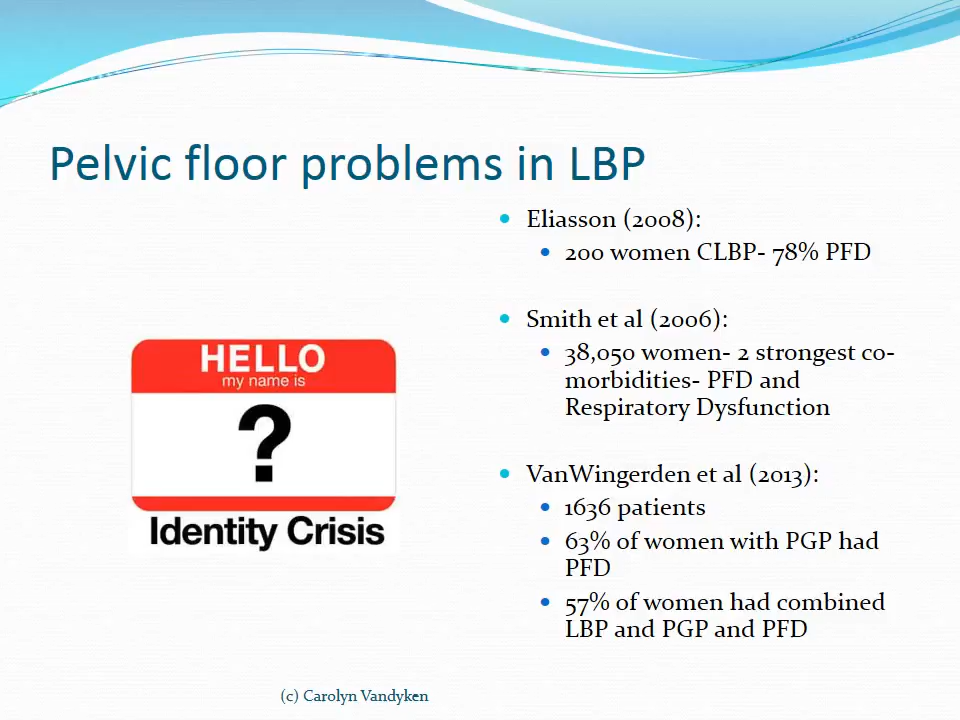 Pelvic floor problems in LBP
HELLO
my name is
?
Identity Crisis
Eliasson (2008):
200 women CLBP- 78% PFD
Smith et al (2006):
38,050 women- 2 strongest co-
morbidities- PFD and
Respiratory Dysfunction
VanWingerden et al (2013):
1636 patients
63% of women with PGP had
PFD
57% of women had combined
LBP and PGP and PFD
(c) Carolyn Vandyken